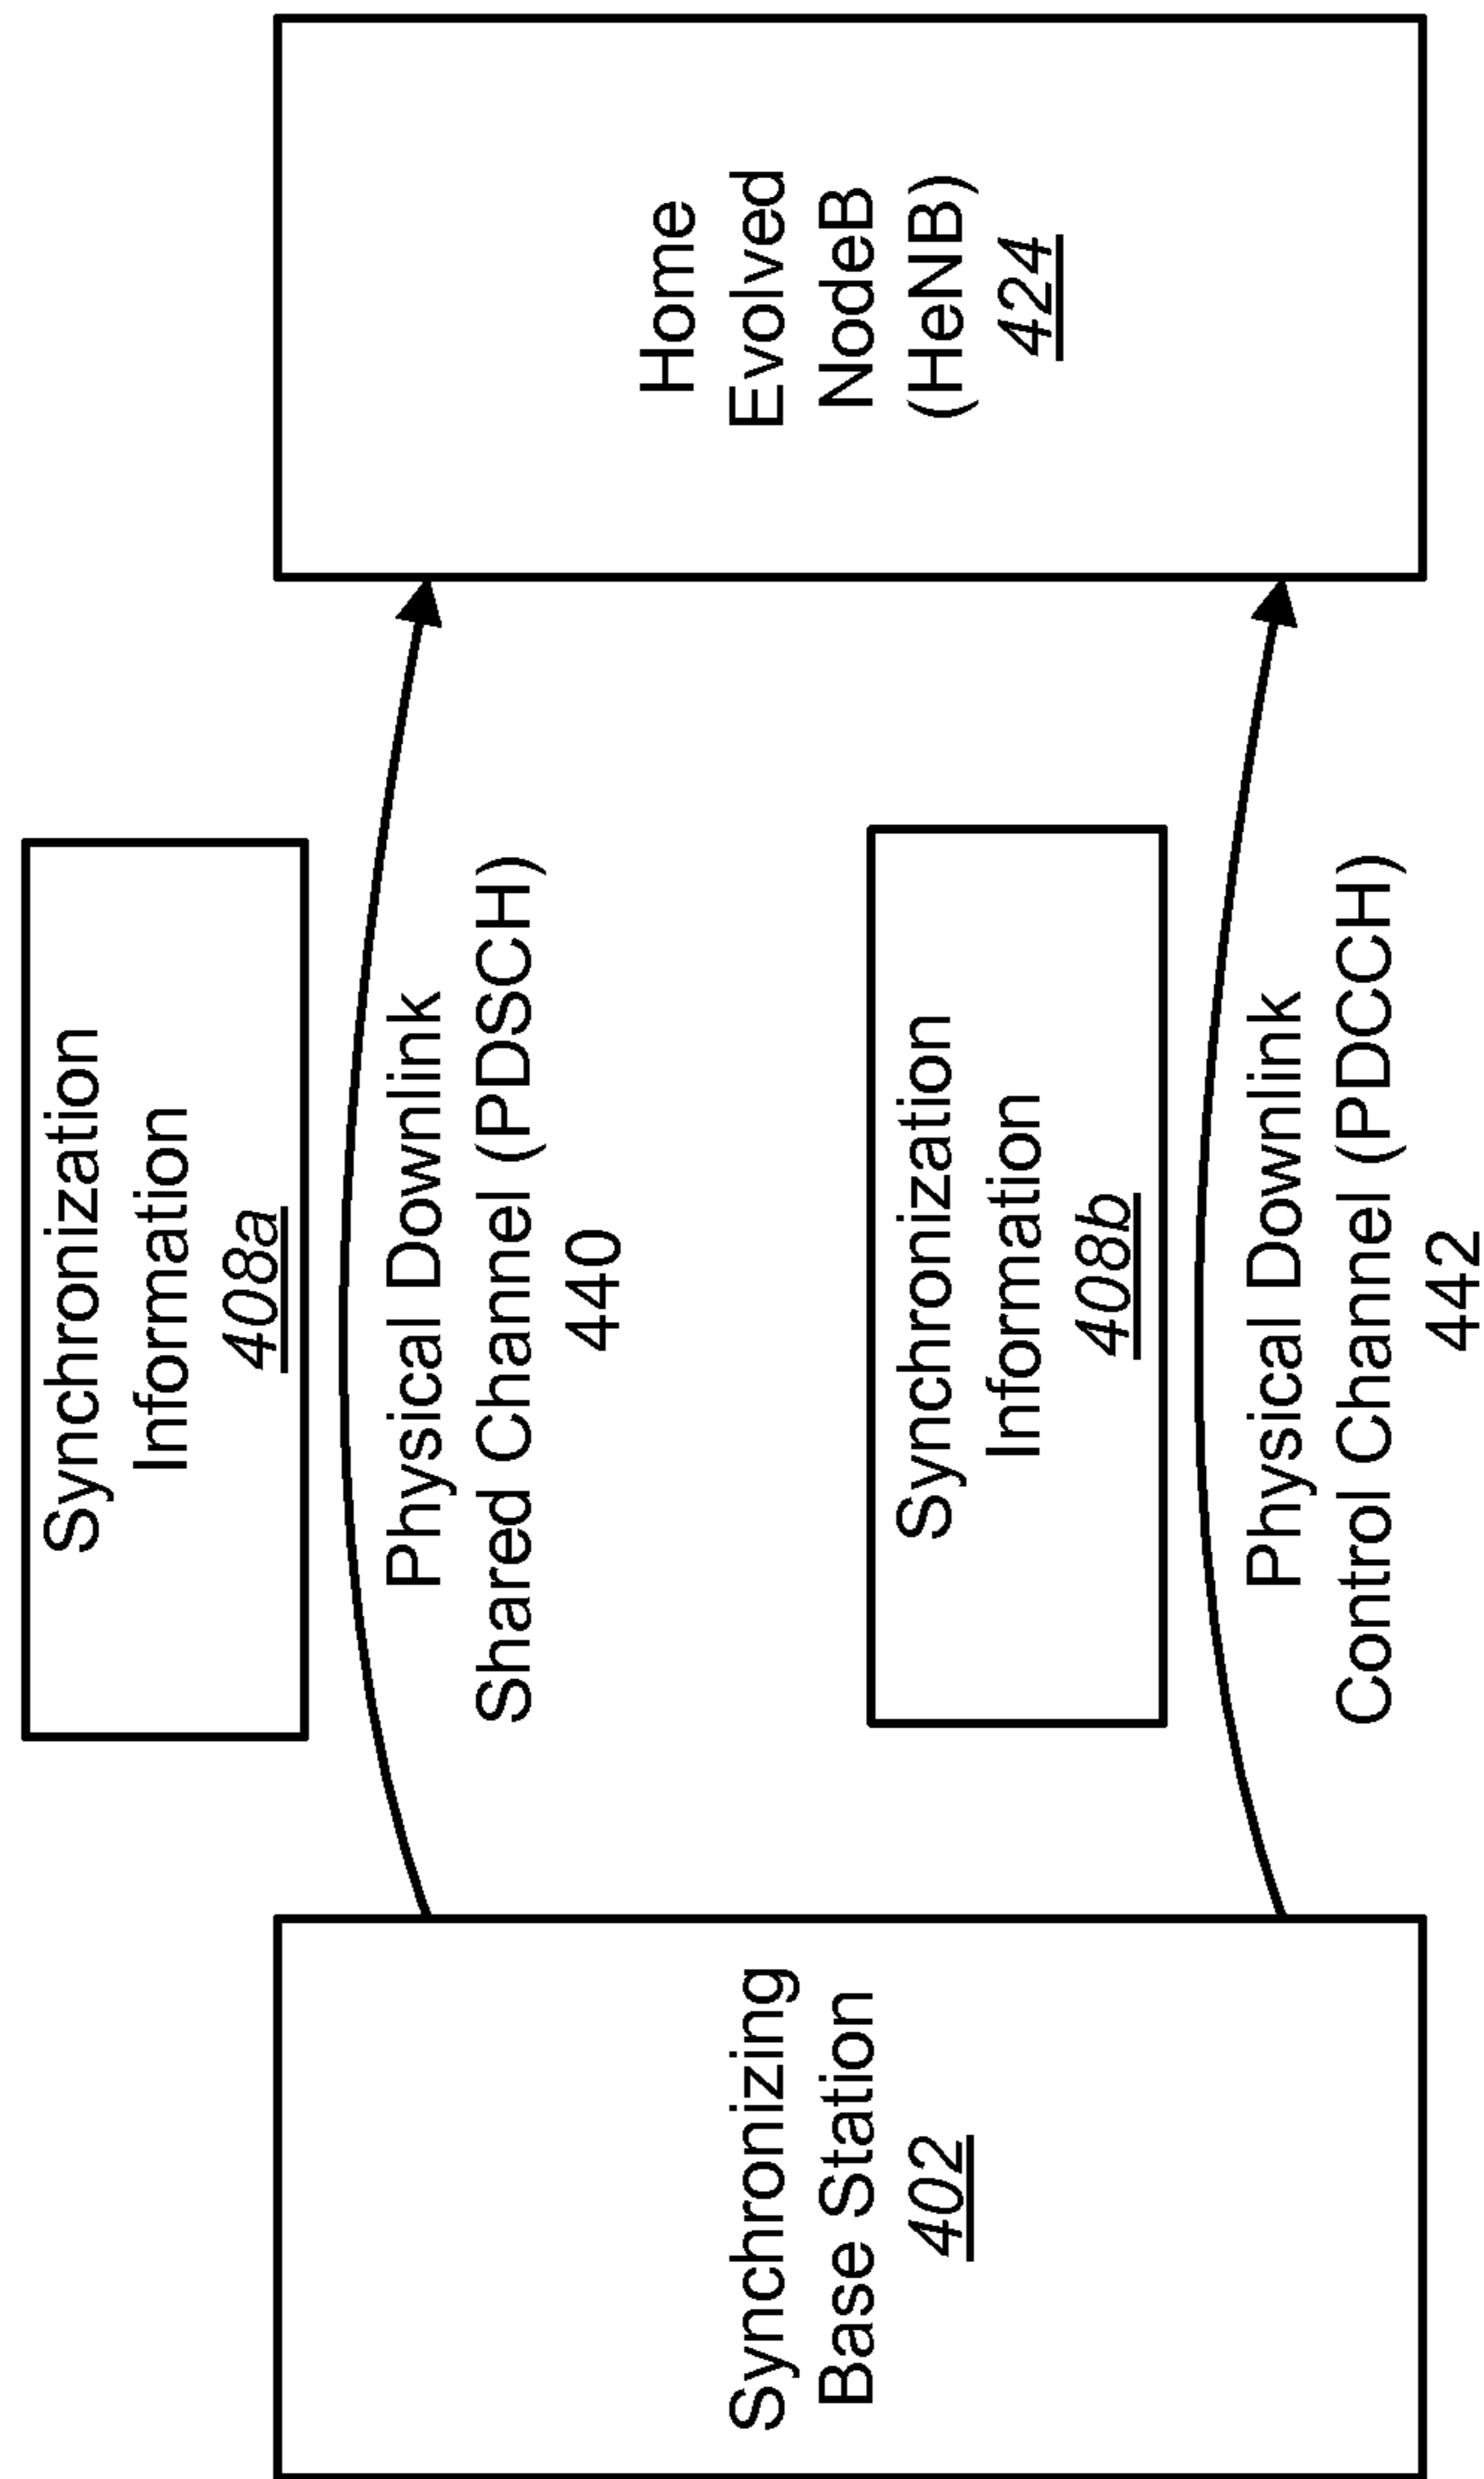 Synchronization
Information
408a
Physical Downlink
Shared Channel (PDSCH)
440
Synchronizing
Base Station
402
Home
Evolved
NodeB
(HeNB)
424
Synchronization
Information
408b
Physical Downlink
Control Channel (PDCCH)
442